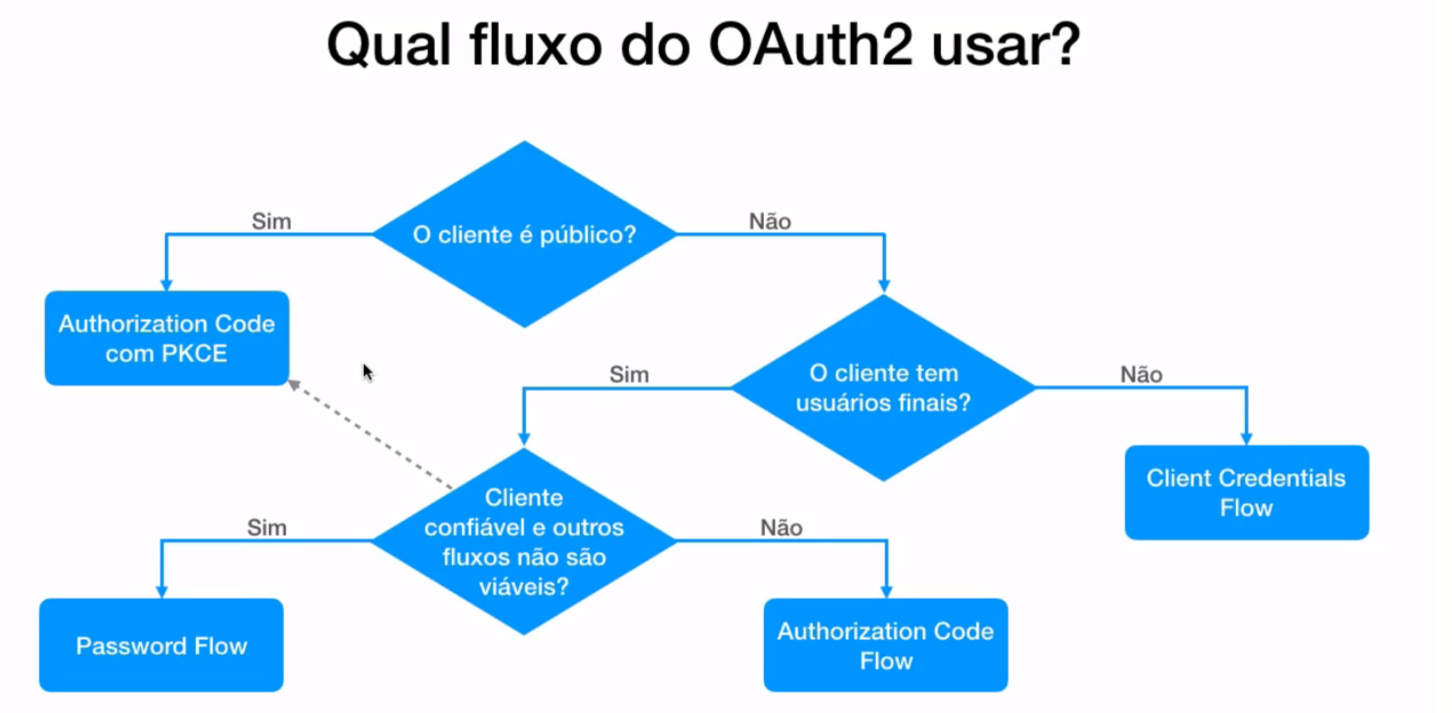 Qual fluxo do OAuth2 usar?
O cliente é público?
Sim
Não
Authorization Code
com PKCE
O cliente tem
usuários finais?
Sim
Não
Client Credentials
Flow
Cliente
confiável e outros
fluxos não são
viáveis?
Sim
Não
Password Flow
Authorization Code
Flow